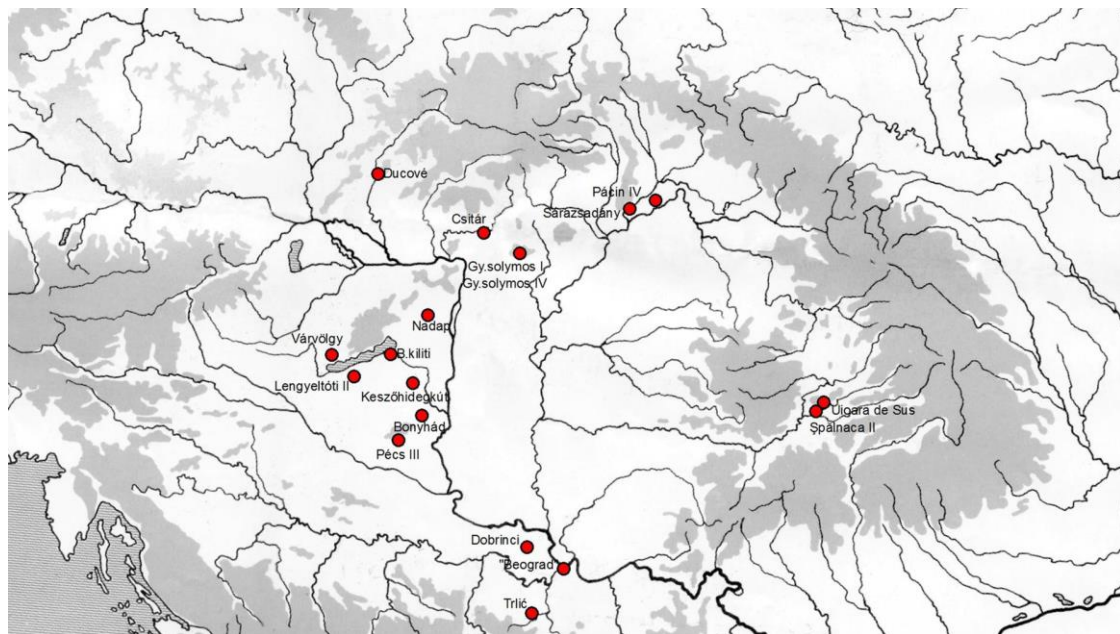 Ducové
Pácin IV
Sárazsadány
Csitár
Gy.solymos I
Gy.solymos IV
Nadap
Várvölgy
B.kiliti
Lengyeltóti II
Keszőhidegkút
Bonyhád
Pécs III
Uioara de Sus
Şpălnaca II
Dobrinci
"Beograd
Trlić